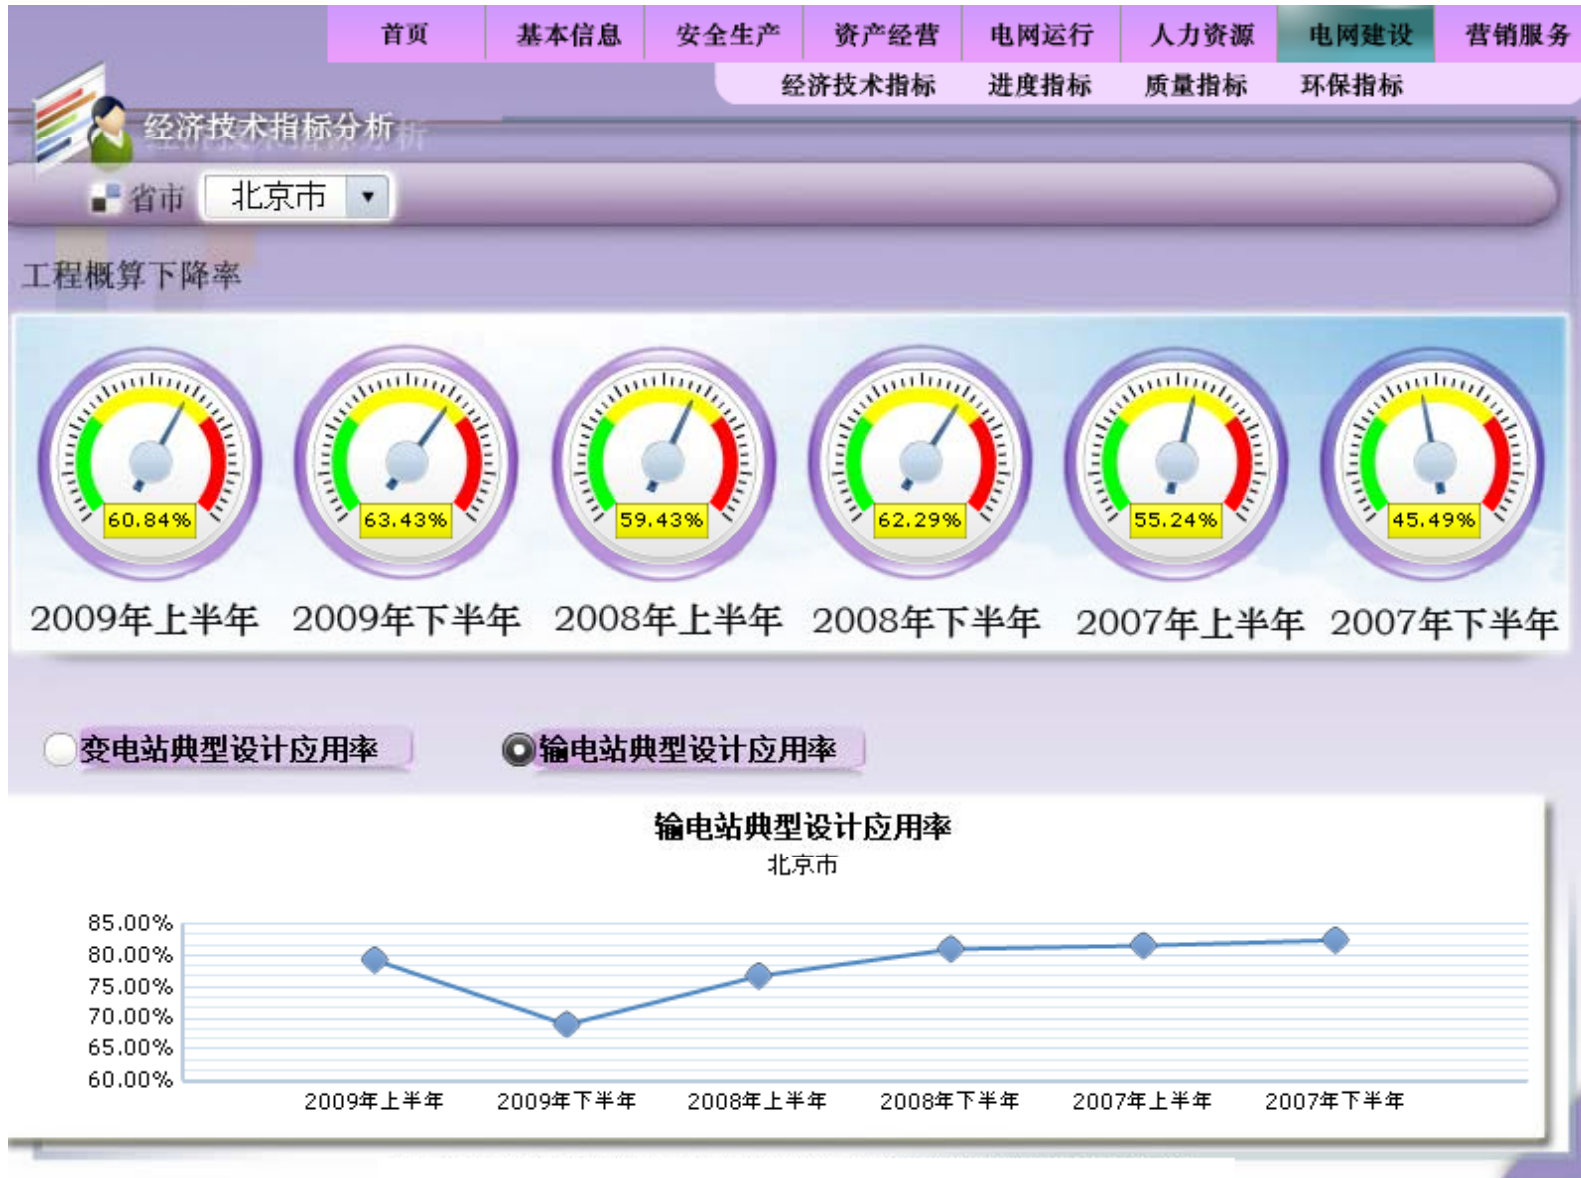 首页 基本信息 安全生产 资产经营 电网运行 人力资源 电网建设 营销服务
经济技术指标 进度指标 质量指标 环保指标
经济技术指标分析
省市 北京市
工程概算下降率
60.84% 63.43% 59.43% 62.29% 55.24% 45.49%
2009年上半年 2009年下半年 2008年上半年 2008年下半年 2007年上半年 2007年下半年
变电站典型设计应用率 输电站典型设计应用率
输电站典型设计应用率
北京市
85.00%
80.00%
75.00%
70.00%
65.00%
60.00%
2009年上半年 2009年下半年 2008年上半年 2008年下半年 2007年上半年 2007年下半年